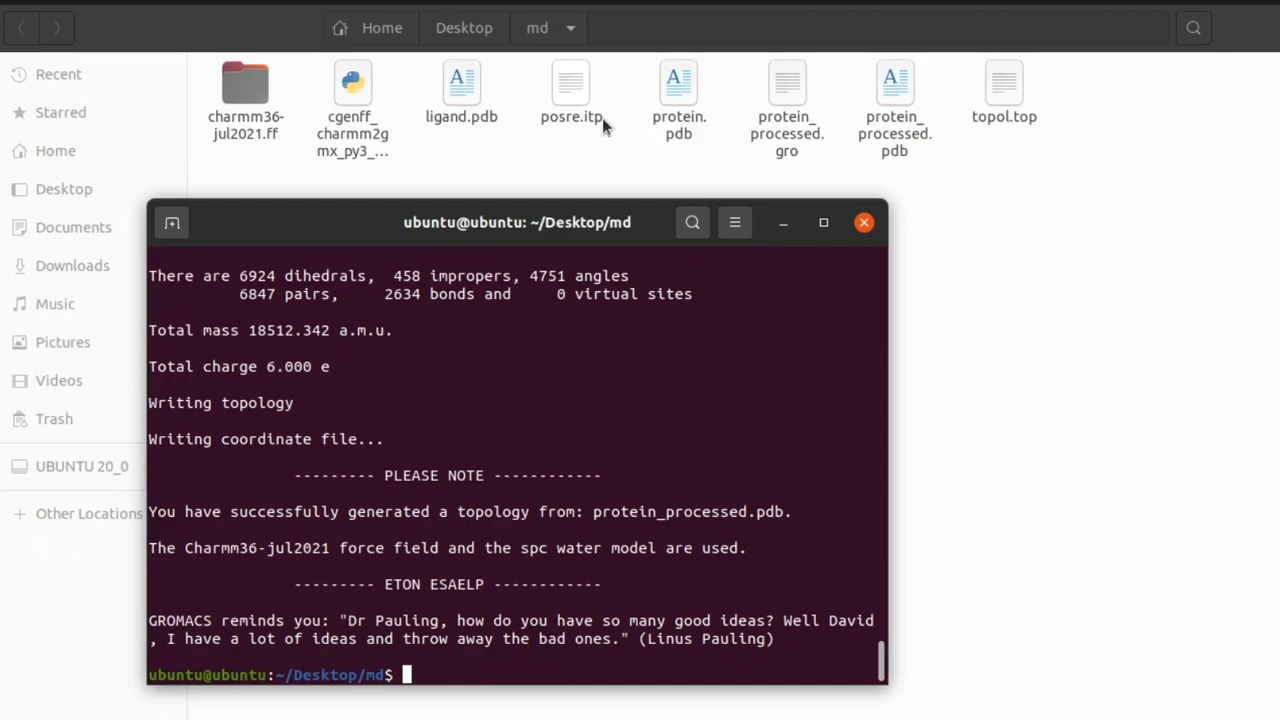 Home
Desktop
md
Recent
Starred
Home
Desktop
Documents
Downloads
Music
Pictures
Videos
Trash
UBUNTU 20_0
Other Locations
charmm36-
jul2021.ff
cgenff_
charmm2g
mx_py3_...
ligand.pdb
posre.itp
protein.
pdb
protein_
processed.
gro
protein_
processed.
pdb
topol.top
ubuntu@ubuntu: ~/Desktop/md
There are 6924 dihedrals,  458 impropers, 4751 angles
          6847 pairs,     2634 bonds and     0 virtual sites
Total mass 18512.342 a.m.u.
Total charge 6.000 e
Writing topology
Writing coordinate file...
--------- PLEASE NOTE ------------
You have successfully generated a topology from: protein_processed.pdb.
The Charmm36-jul2021 force field and the spc water model are used.
--------- ETON ESAELP ------------
GROMACS reminds you: "Dr Pauling, how do you have so many good ideas? Well David
, I have a lot of ideas and throw away the bad ones." (Linus Pauling)
ubuntu@ubuntu:~/Desktop/md$